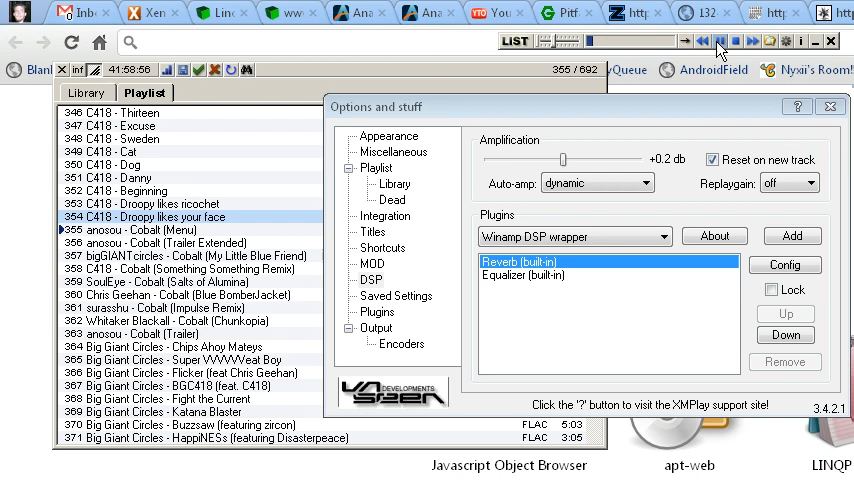 Inb
Xen
Linc
ww
Ana
Ana
YTO You
Pitf
http:
132-
http
http
LIST
i
Blanl
inf
41:58:56
355 / 692
yQueue
AndroidField
Nyxii's Room!
Library
Playlist
346 C418 - Thirteen
347 C418 - Excuse
348 C418 - Sweden
349 C418 - Cat
350 C418 - Dog
351 C418 - Danny
352 C418 - Beginning
353 C418 - Droopy likes ricochet
354 C418 - Droopy likes your face
355 anosou - Cobalt (Menu)
356 anosou - Cobalt (Trailer Extended)
357 bigGIANTcircles - Cobalt (My Little Blue Friend)
358 C418 - Cobalt (Something Something Remix)
359 SoulEye - Cobalt (Salts of Alumina)
360 Chris Geehan - Cobalt (Blue BomberJacket)
361 surasshu - Cobalt (Impulse Remix)
362 Whitaker Blackall - Cobalt (Chunkopia)
363 anosou - Cobalt (Trailer)
364 Big Giant Circles - Chips Ahoy Mateys
365 Big Giant Circles - Super VVVVVVeat Boy
366 Big Giant Circles - Flicker (feat Chris Geehan)
367 Big Giant Circles - BGC418 (feat. C418)
368 Big Giant Circles - Fight the Current
369 Big Giant Circles - Katana Blaster
370 Big Giant Circles - Buzzsaw (featuring zircon) FLAC 5:03
371 Big Giant Circles - HappiNESs (featuring Disasterpeace) FLAC 3:05
Options and stuff
?
Appearance
Miscellaneous
Playlist
Library
Dead
Integration
Titles
Shortcuts
MOD
DSP
Saved Settings
Plugins
Output
Encoders
UN4SEEN
DEVELOPMENTS
Amplification
+0.2 db
Reset on new track
Auto-amp:
dynamic
Replaygain:
off
Plugins
Winamp DSP wrapper
About
Add
Reverb (built-in)
Equalizer (built-in)
Config
Lock
Up
Down
Remove
Click the '?' button to visit the XMPlay support site!
3.4.2.1
Javascript Object Browser
apt-web
LINQP